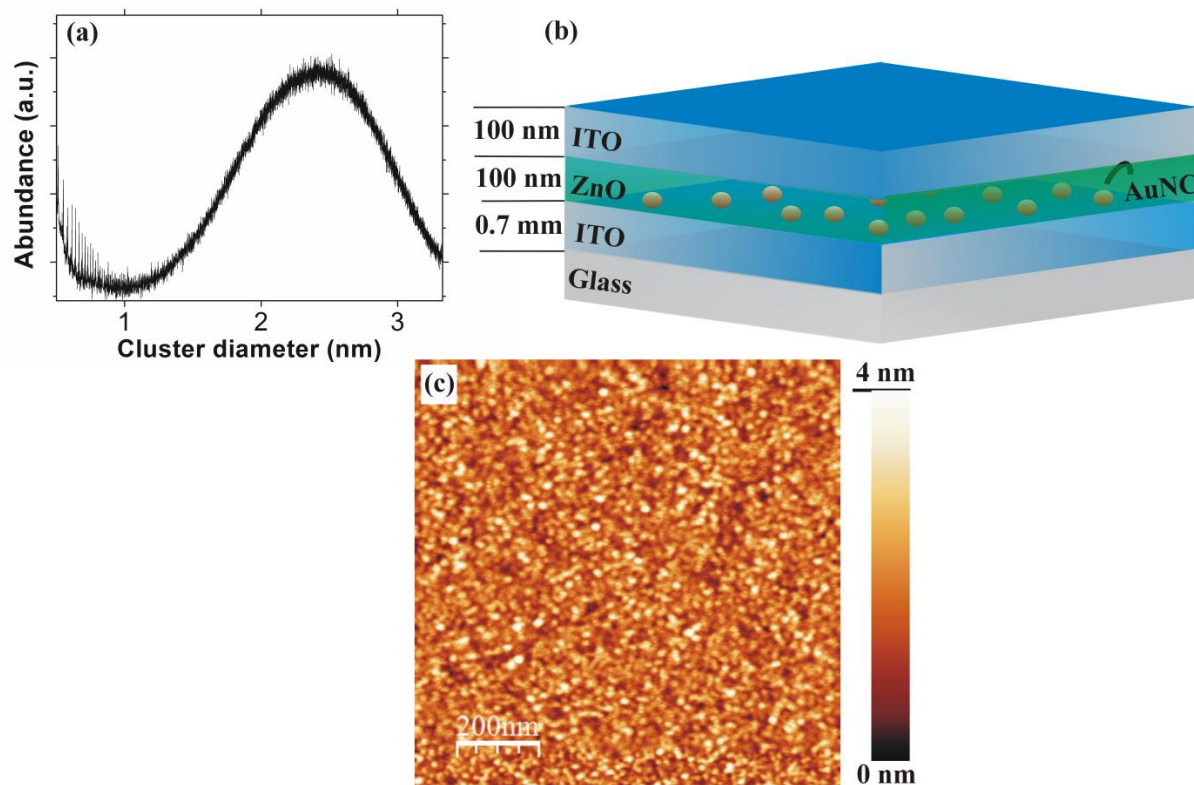 (a)
Abundance (a.u.)
1 2 3
Cluster diameter (nm)
(b)
100 nm ITO
100 nm ZnO
AuNC
0.7 mm ITO
Glass
(c)
4 nm
200nm
0 nm